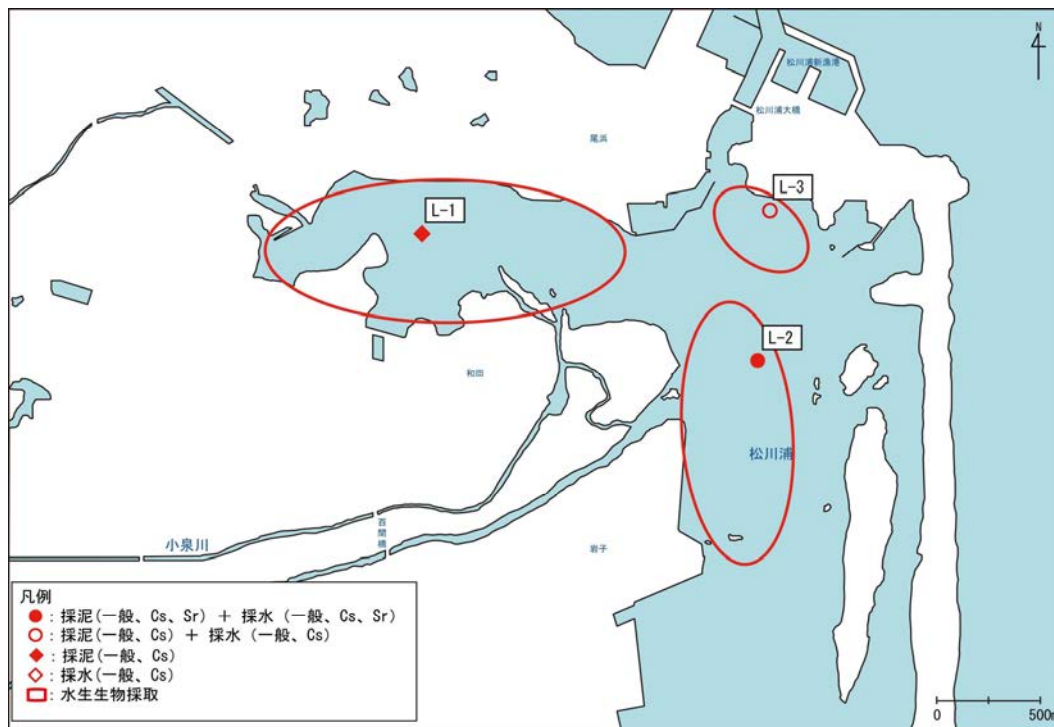 N
4
松川浦新漁港
松川浦大橋
尾浜
L-3
L-1
L-2
和田
松川浦
百間橋
小泉川
岩子
凡例
●：採泥(一般、Cs、Sr) ＋ 採水 (一般、Cs、Sr)
○：採泥(一般、Cs) ＋ 採水 (一般、Cs)
◆：採泥(一般、Cs)
◇：採水(一般、Cs)
：水生生物採取
0 500m